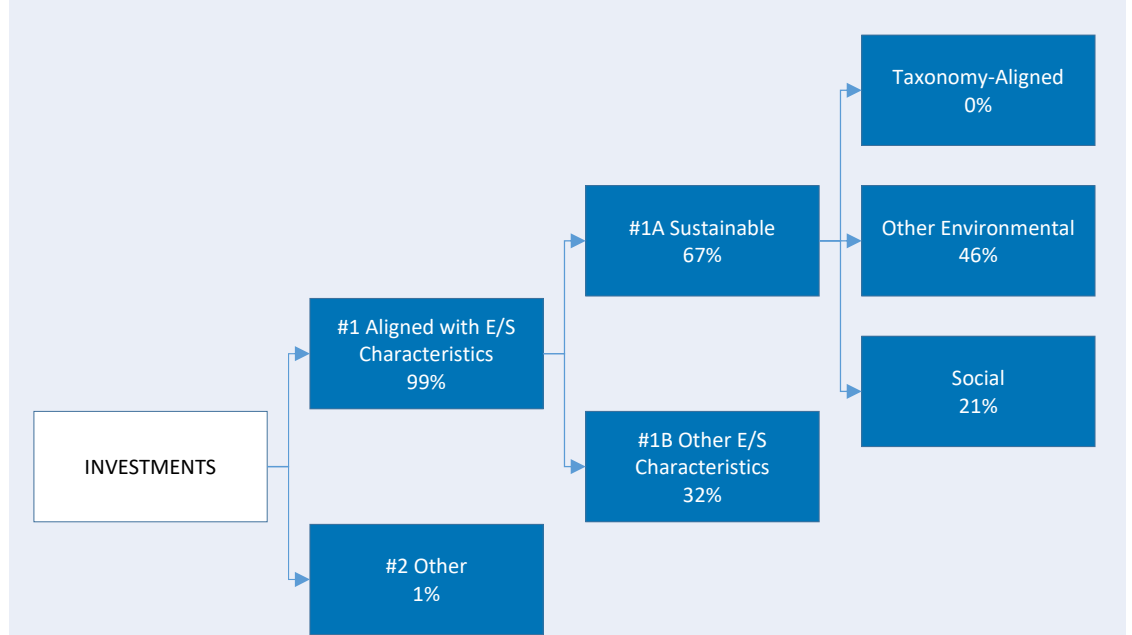 INVESTMENTS
#1 Aligned with E/S
Characteristics
99%
#2 Other
1%
#1A Sustainable
67%
#1B Other E/S
Characteristics
32%
Taxonomy-Aligned
0%
Other Environmental
46%
Social
21%